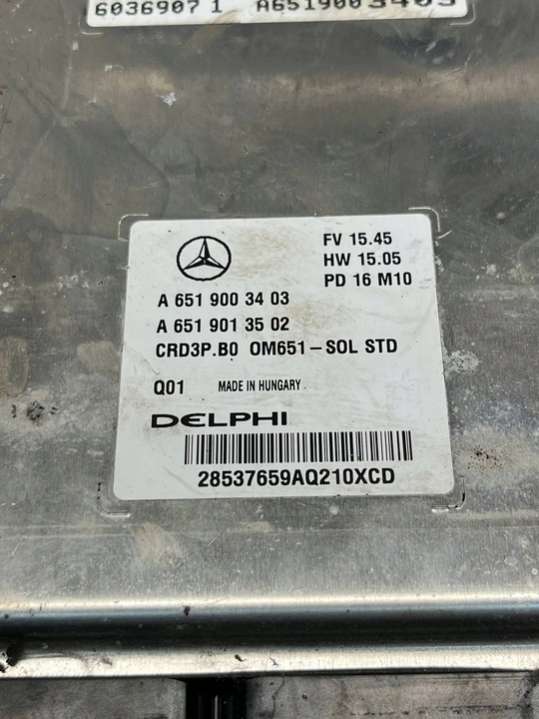 6036907 1 A6519003403
FV 15.45
HW 15.05
PD 16 M10
A 651 900 34 03
A 651 901 35 02
CRD3P.B0 OM651-SOL STD
Q01 MADE IN HUNGARY
DELPHI
28537659AQ210XCD